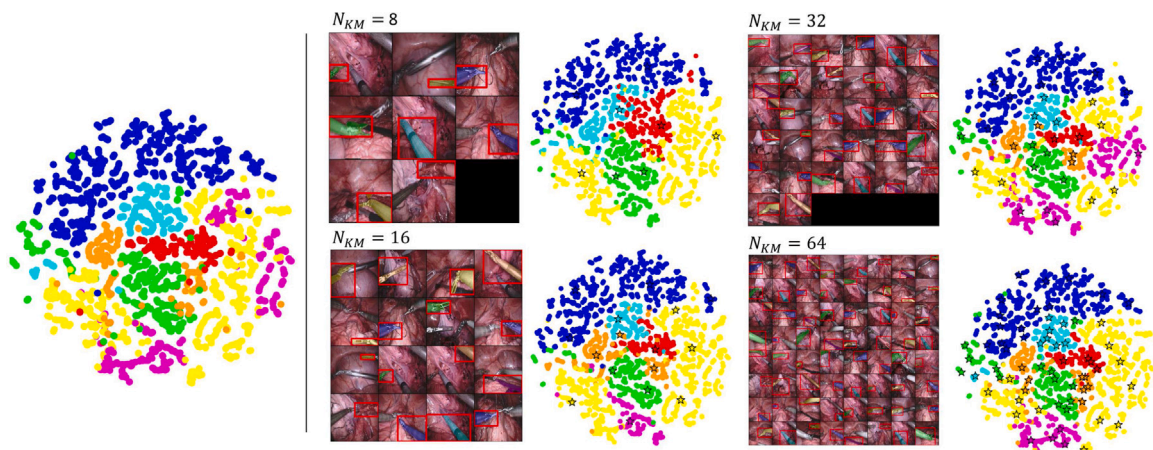 N_KM = 8
N_KM = 32
N_KM = 16
N_KM = 64